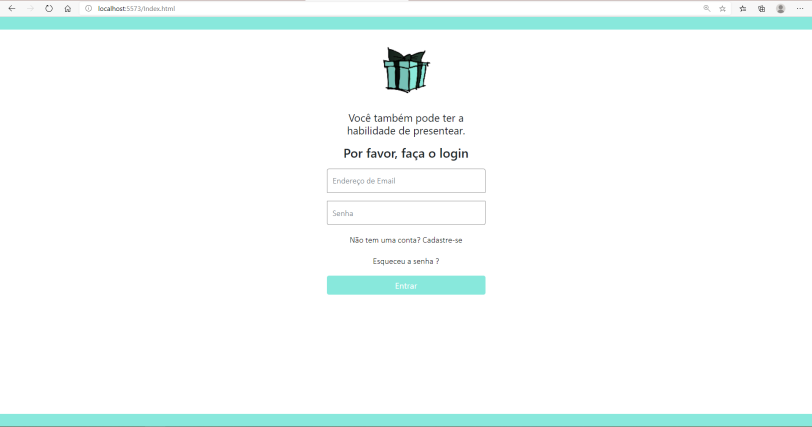 localhost:5573/Index.html
Você também pode ter a
habilidade de presentear.
Por favor, faça o login
Endereço de Email
Senha
Não tem uma conta? Cadastre-se
Esqueceu a senha ?
Entrar